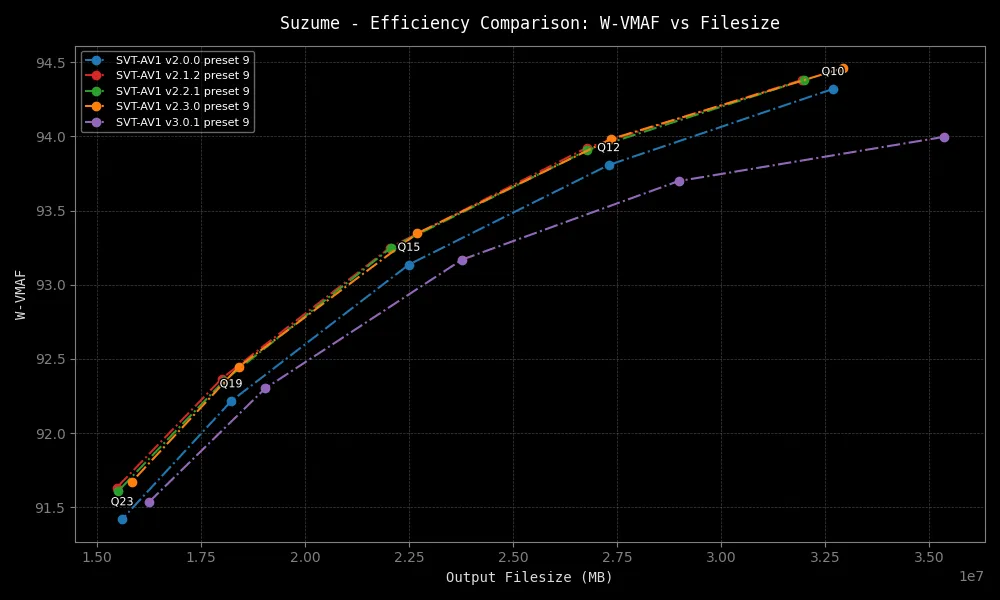 Suzume - Efficiency Comparison: W-VMAF vs Filesize
SVT-AV1 v2.0.0 preset 9
SVT-AV1 v2.1.2 preset 9
SVT-AV1 v2.2.1 preset 9
SVT-AV1 v2.3.0 preset 9
SVT-AV1 v3.0.1 preset 9
94.5
94.0
93.5
93.0
92.5
92.0
91.5
W-VMAF
Q10
Q12
Q15
Q19
Q23
1.50 1.75 2.00 2.25 2.50 2.75 3.00 3.25 3.50
1e7
Output Filesize (MB)